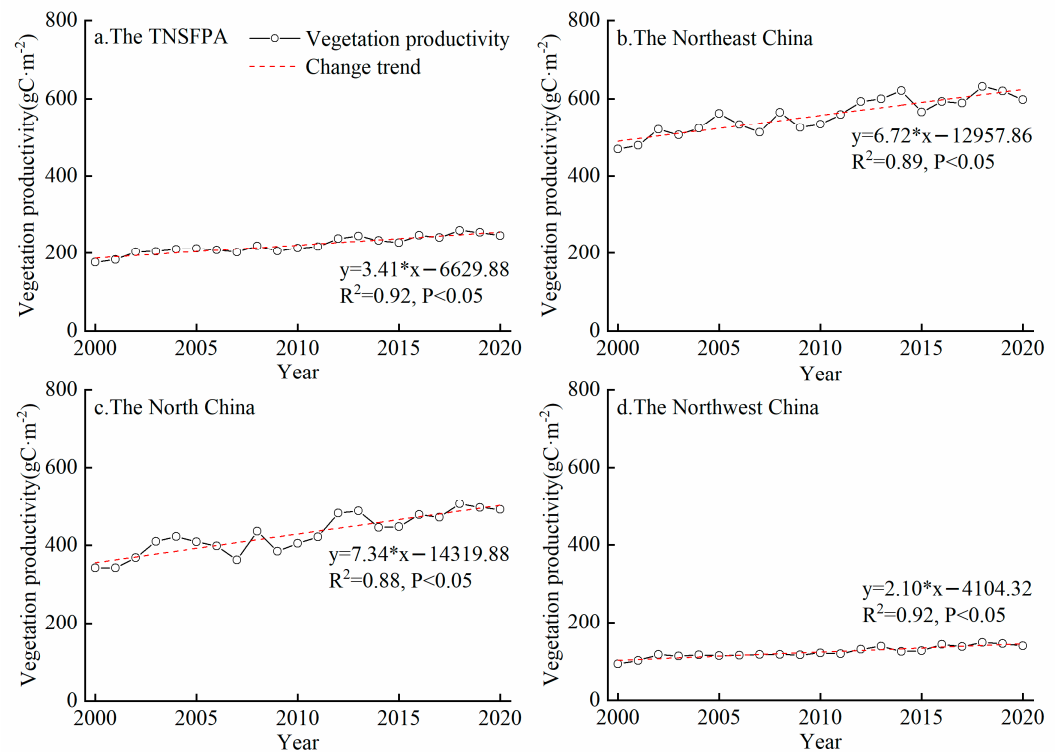 a.The TNSFPA
Vegetation productivity
Change trend
Vegetation productivity(gC·m-2)
800
600
400
200
0
2000 2005 2010 2015 2020
Year
y=3.41*x−6629.88
R2=0.92, P<0.05
b.The Northeast China
Vegetation productivity(gC·m-2)
800
600
400
200
0
2000 2005 2010 2015 2020
Year
y=6.72*x−12957.86
R2=0.89, P<0.05
c.The North China
Vegetation productivity(gC·m-2)
800
600
400
200
0
2000 2005 2010 2015 2020
Year
y=7.34*x−14319.88
R2=0.88, P<0.05
d.The Northwest China
Vegetation productivity(gC·m-2)
800
600
400
200
0
2000 2005 2010 2015 2020
Year
y=2.10*x−4104.32
R2=0.92, P<0.05